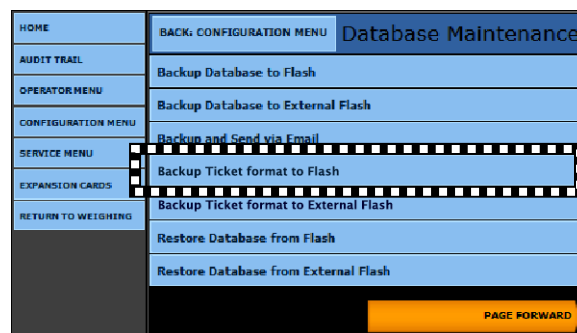 HOME
AUDIT TRAIL
OPERATOR MENU
CONFIGURATION MENU
SERVICE MENU
EXPANSION CARDS
RETURN TO WEIGHING
BACK: CONFIGURATION MENU
Database Maintenance
Backup Database to Flash
Backup Database to External Flash
Backup and Send via Email
Backup Ticket format to Flash
Backup Ticket format to External Flash
Restore Database from Flash
Restore Database from External Flash
PAGE FORWARD